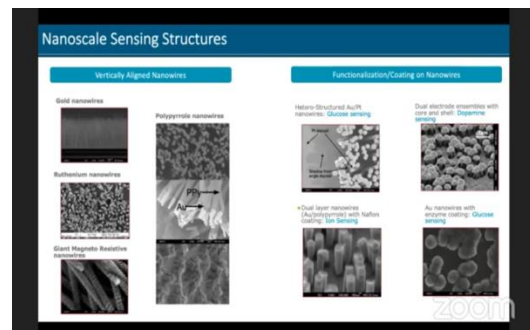 Nanoscale Sensing Structures
Vertically Aligned Nanowires
Functionalization/Coating on Nanowires
Gold nanowires
Polypyrrole nanowires
Ruthenium nanowires
PPy
Au
Giant Magneto Resistive
nanowires
Hetero-Structured Au/Pt
nanowires: Glucose sensing
Dual electrode ensembles with
core and shell: Dopamine
sensing
Dual layer nanowires
(Au/polypyrrole) with Nafion
coating: Ion Sensing
Au nanowires with
enzyme coating: Glucose
sensing
zoom